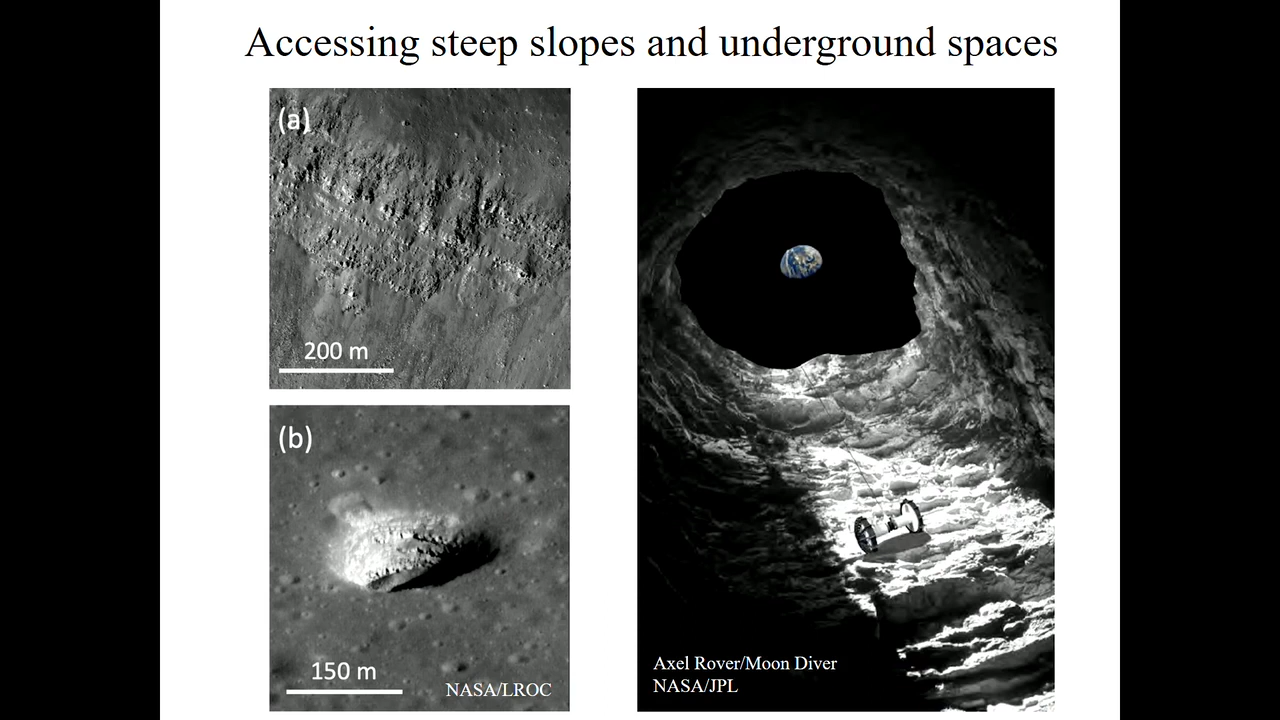 Accessing steep slopes and underground spaces
(a)
200 m
(b)
150 m
NASA/LROC
Axel Rover/Moon Diver
NASA/JPL